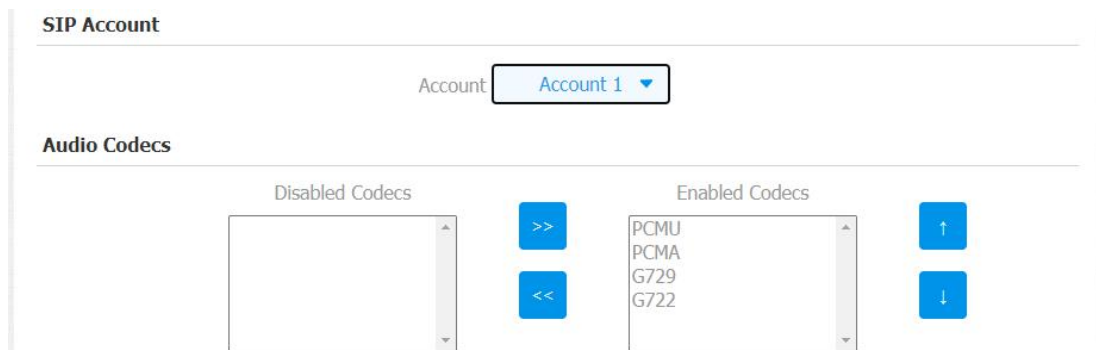 SIP Account
Account Account 1
Audio Codecs
Disabled Codecs Enabled Codecs
>> PCMU ↑
PCMA
G729
<< G722 ↓